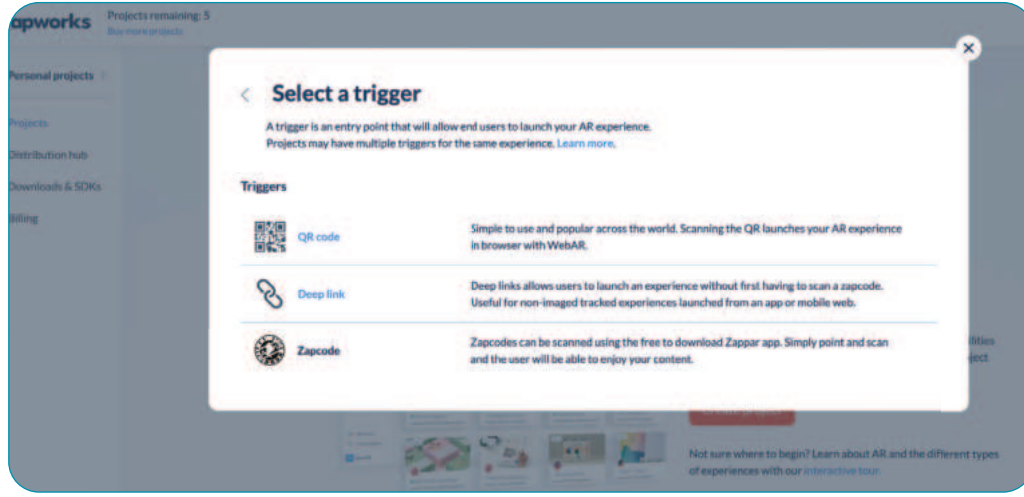 apworks
Projects remaining: 5
Buy more projects
Personal projects
Projects
Distribution hub
Downloads & SDKs
Billing
Select a trigger
A trigger is an entry point that will allow end users to launch your AR experience.
Projects may have multiple triggers for the same experience. Learn more.
Triggers
QR code
Simple to use and popular across the world. Scanning the QR launches your AR experience
in browser with WebAR.
Deep link
Deep links allows users to launch an experience without first having to scan a zapcode.
Useful for non-imaged tracked experiences launched from an app or mobile web.
Zapcode
Zapcodes can be scanned using the free to download Zappar app. Simply point and scan
and the user will be able to enjoy your content.
Not sure where to begin? Learn about AR and the different types
of experiences with our interactive tour.